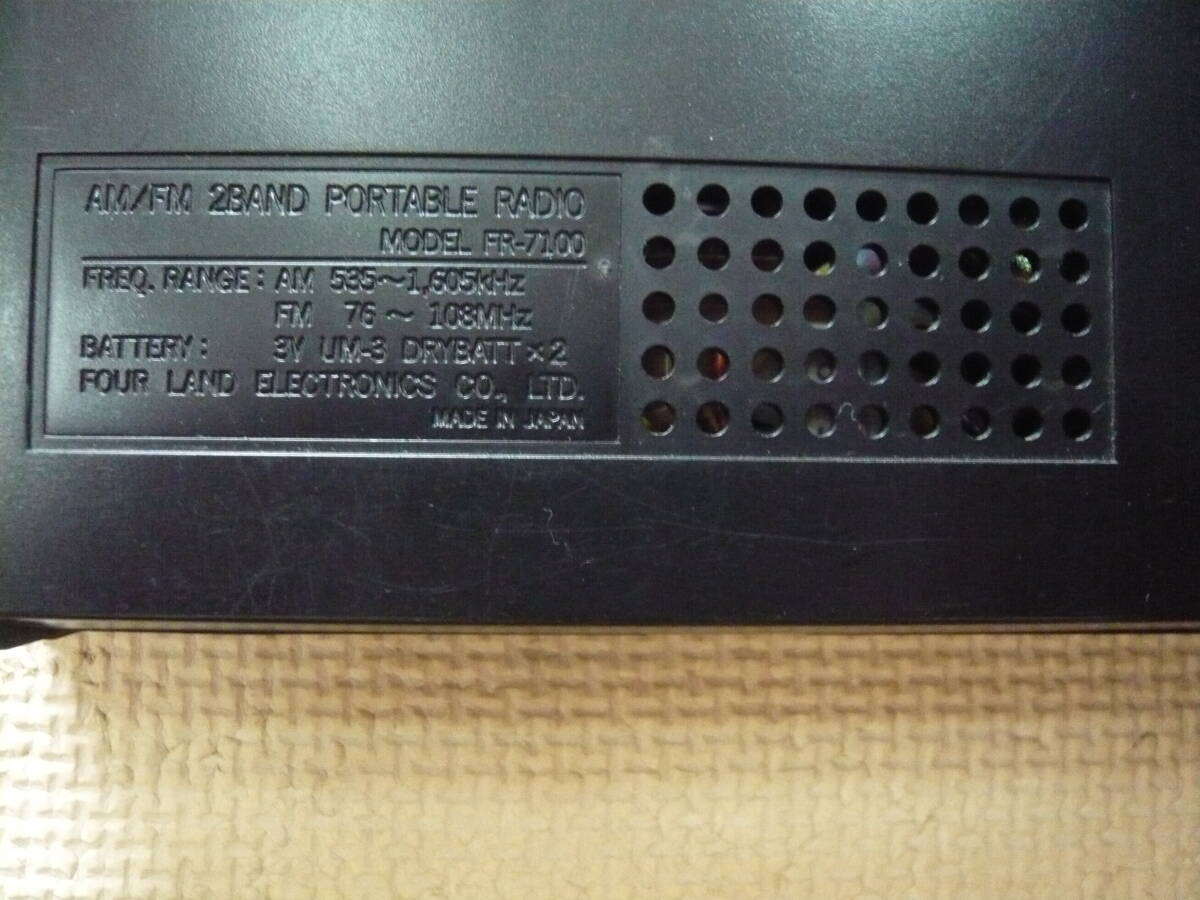 AM/FM 2BAND PORTABLE RADIO
MODEL FR-7100
FREQ. RANGE: AM 535~1,605kHz
FM 76 ~ 108MHz
BATTERY: 3V UM-3 DRYBATT×2
FOUR LAND ELECTRONICS CO., LTD.
MADE IN JAPAN